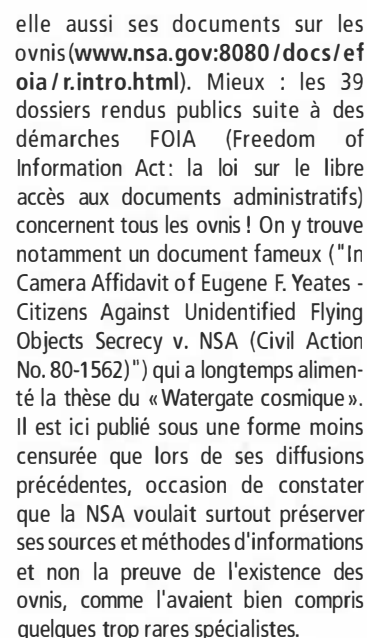 elle aussi ses documents sur les
ovnis (www.nsa.gov:8080/docs/ef
oia/r.intro.html). Mieux : les 39
dossiers rendus publics suite à des
démarches FOIA (Freedom of
Information Act: la loi sur le libre
accès aux documents administratifs)
concernent tous les ovnis ! On y trouve
notamment un document fameux ("In
Camera Affidavit of Eugene F. Yeates -
Citizens Against Unidentified Flying
Objects Secrecy v. NSA (Civil Action
No. 80-1562)") qui a longtemps alimen-
té la thèse du «Watergate cosmique».
Il est ici publié sous une forme moins
censurée que lors de ses diffusions
précédentes, occasion de constater
que la NSA voulait surtout préserver
ses sources et méthodes d'informations
et non la preuve de l'existence des
ovnis, comme l'avaient bien compris
quelques trop rares spécialistes.